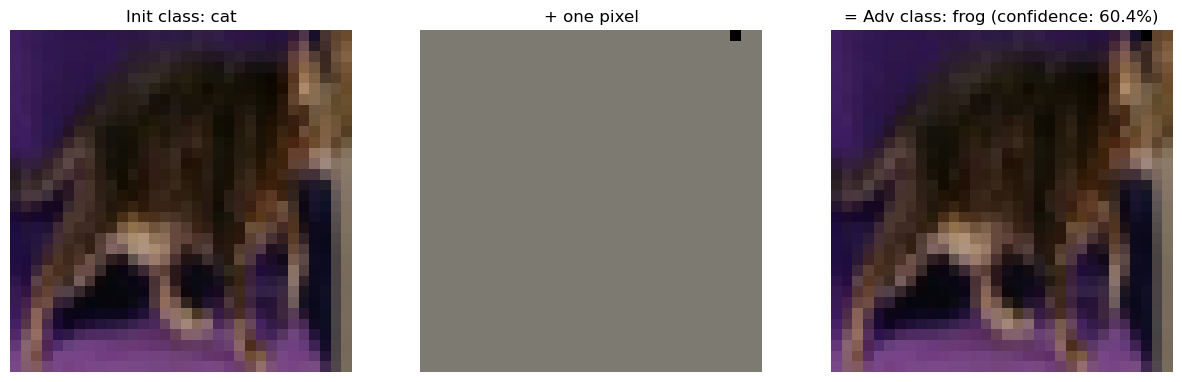 Init class: cat
+ one pixel
= Adv class: frog (confidence: 60.4%)